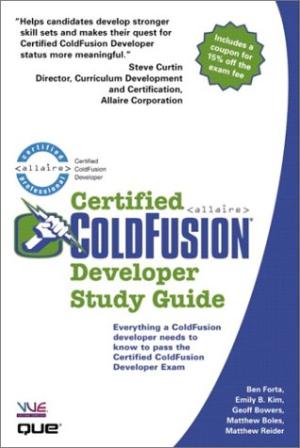 "Helps candidates develop stronger
skill sets and makes their quest for
Certified ColdFusion Developer
status more meaningful."
Steve Curtin
Director, Curriculum Development
and Certification,
Allaire Corporation
Includes a
coupon for
15% off the
exam fee
certified
<allaire>
professional
Certified
ColdFusion
Developer
Certified
<allaire>
COLDFUSION®
Developer
Study Guide
Everything a ColdFusion
developer needs to
know to pass the
Certified ColdFusion
Developer Exam
Ben Forta,
Emily B. Kim,
Geoff Bowers,
Matthew Boles,
Matthew Reider
VUE
QUE®